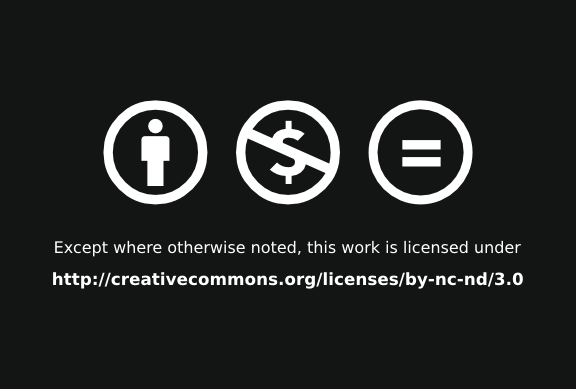 Except where otherwise noted, this work is licensed under
http://creativecommons.org/licenses/by-nc-nd/3.0